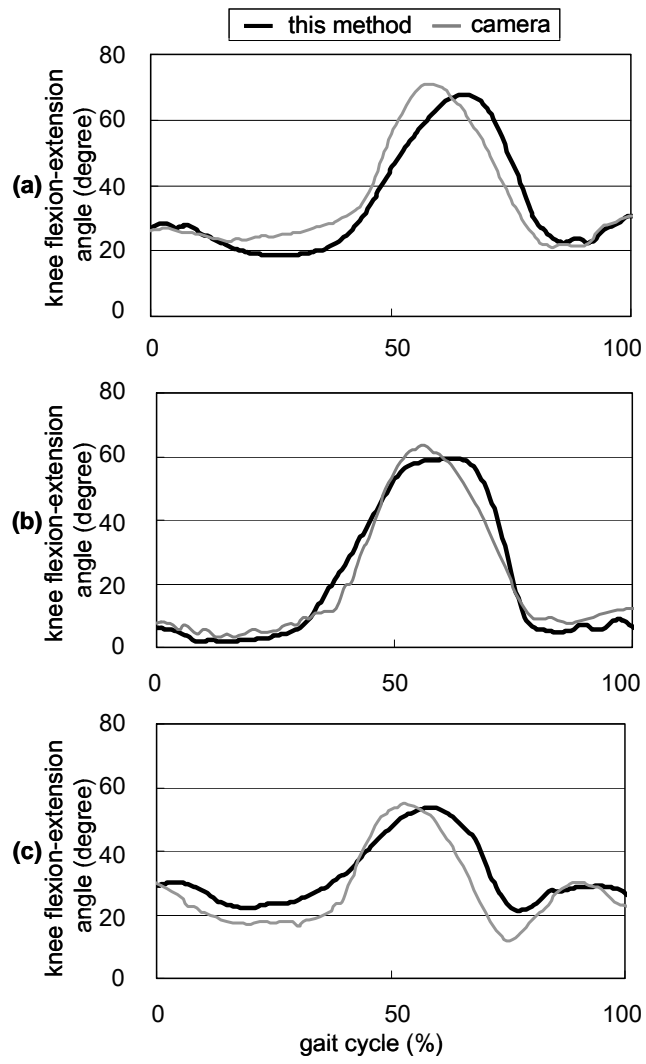 this method camera
(a)
knee flexion-extension
angle (degree)
80
60
40
20
0
0 50 100
(b)
knee flexion-extension
angle (degree)
80
60
40
20
0
0 50 100
(c)
knee flexion-extension
angle (degree)
80
60
40
20
0
0 50 100
gait cycle (%)